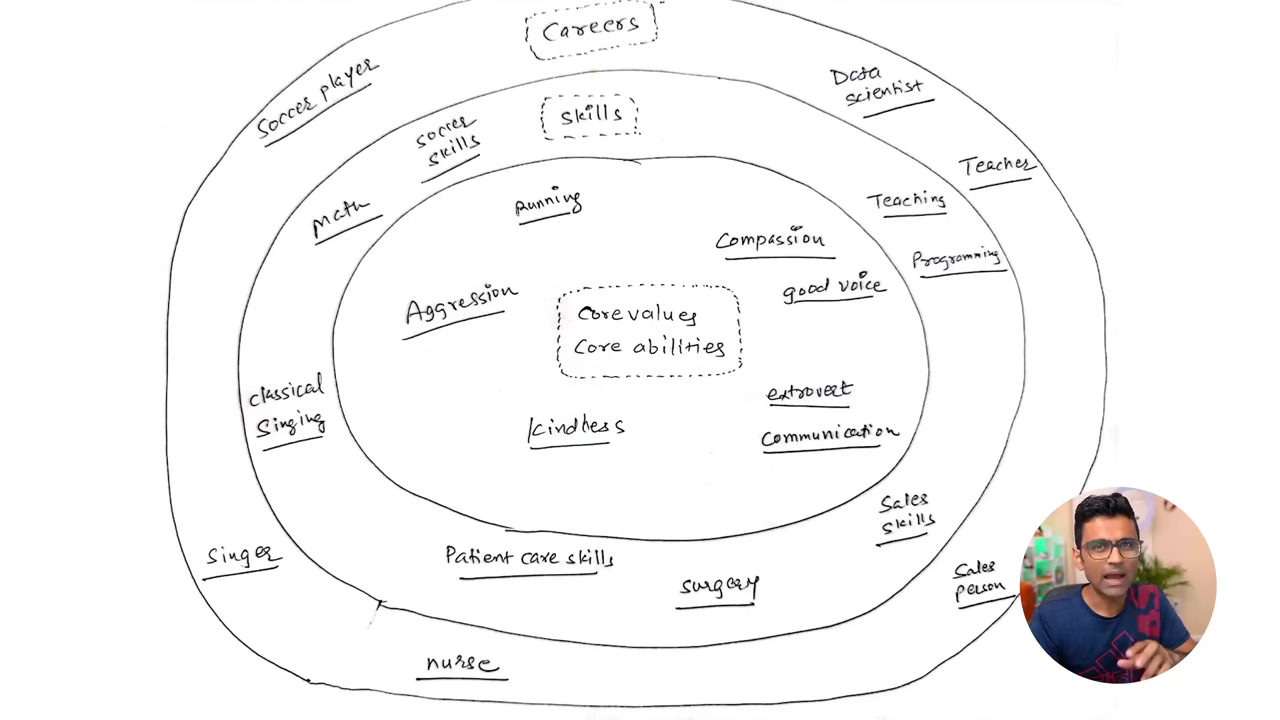 Careers
Soccer player
Data
scientist
Skills
soccer
skills
Teacher
Math
Running
Teaching
Compassion
Programming
good voice
Aggression
Core values
Core abilities
classical
Singing
extrovert
Kindless
Communication
Sales
skills
Singer
Patient care skills
surgery
Sales
person
nurse